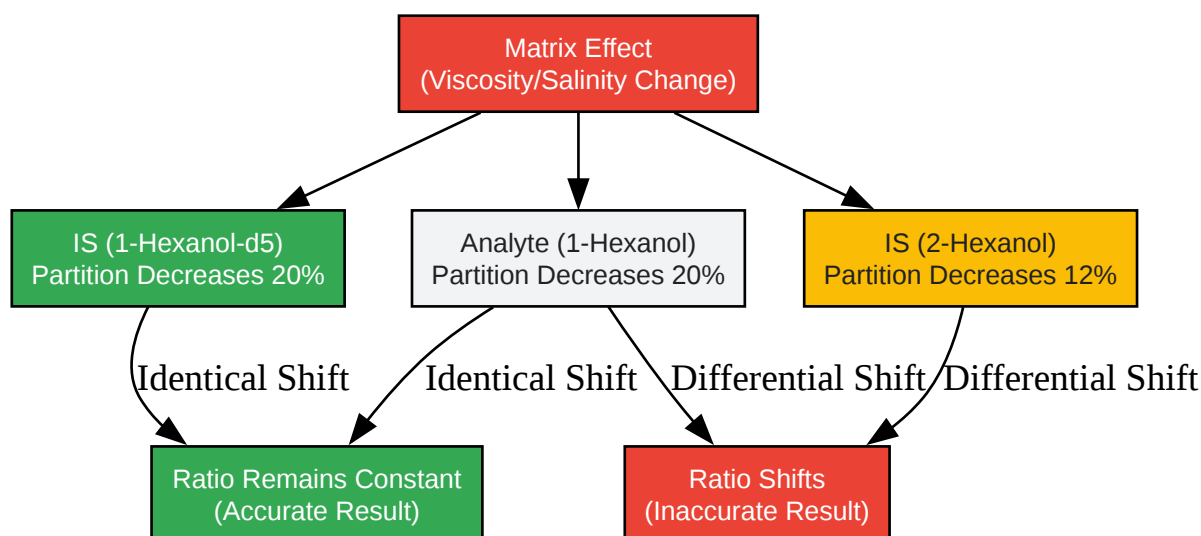 Matrix Effect
(Viscosity/Salinity Change)
IS (1-Hexanol-d5)
Partition Decreases 20%
Analyte (1-Hexanol)
Partition Decreases 20%
IS (2-Hexanol)
Partition Decreases 12%
Identical Shift
Identical Shift
Differential Shift
Differential Shift
Ratio Remains Constant
(Accurate Result)
Ratio Shifts
(Inaccurate Result)